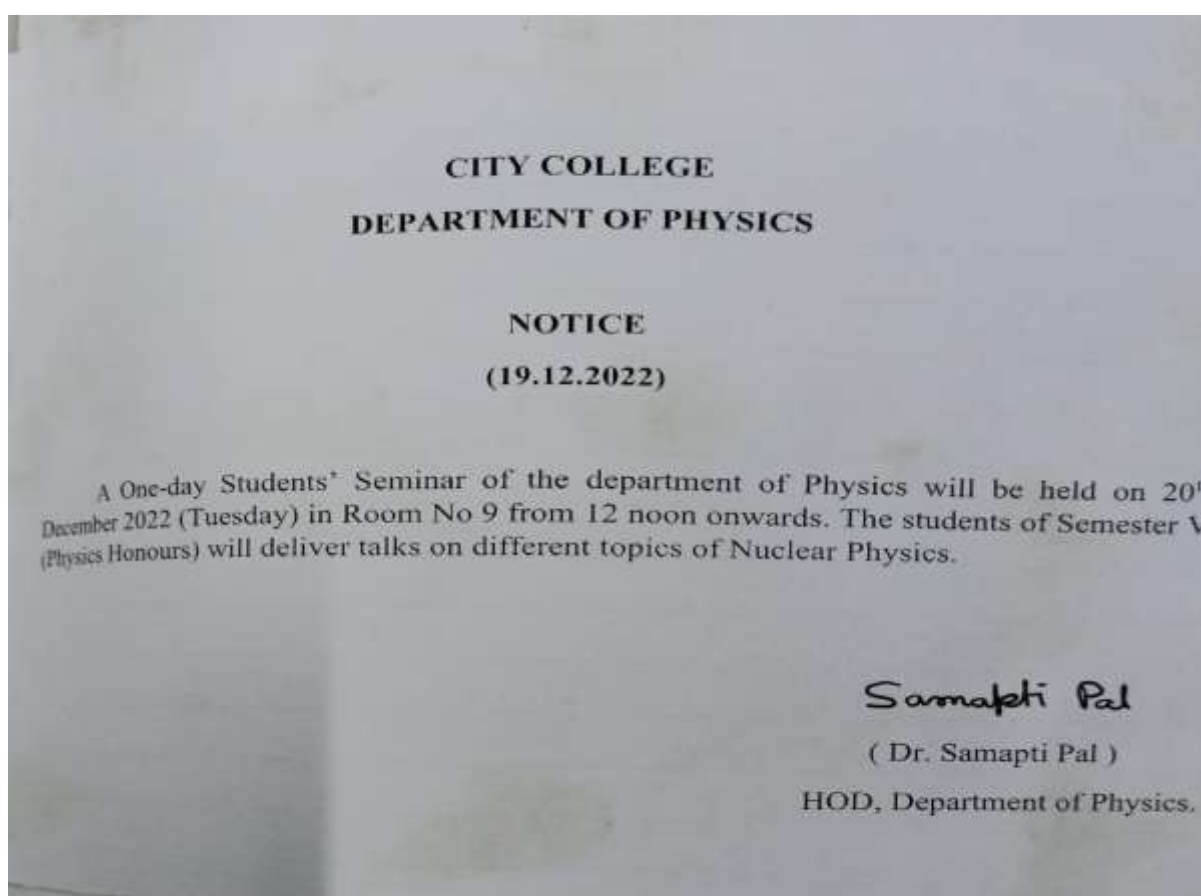 CITY COLLEGE
DEPARTMENT OF PHYSICS
NOTICE
(19.12.2022)
A One-day Students' Seminar of the department of Physics will be held on 20
December 2022 (Tuesday) in Room No 9 from 12 noon onwards. The students of Semester
(Physics Honours) will deliver talks on different topics of Nuclear Physics.
Samapti Pal
( Dr. Samapti Pal )
HOD, Department of Physics.